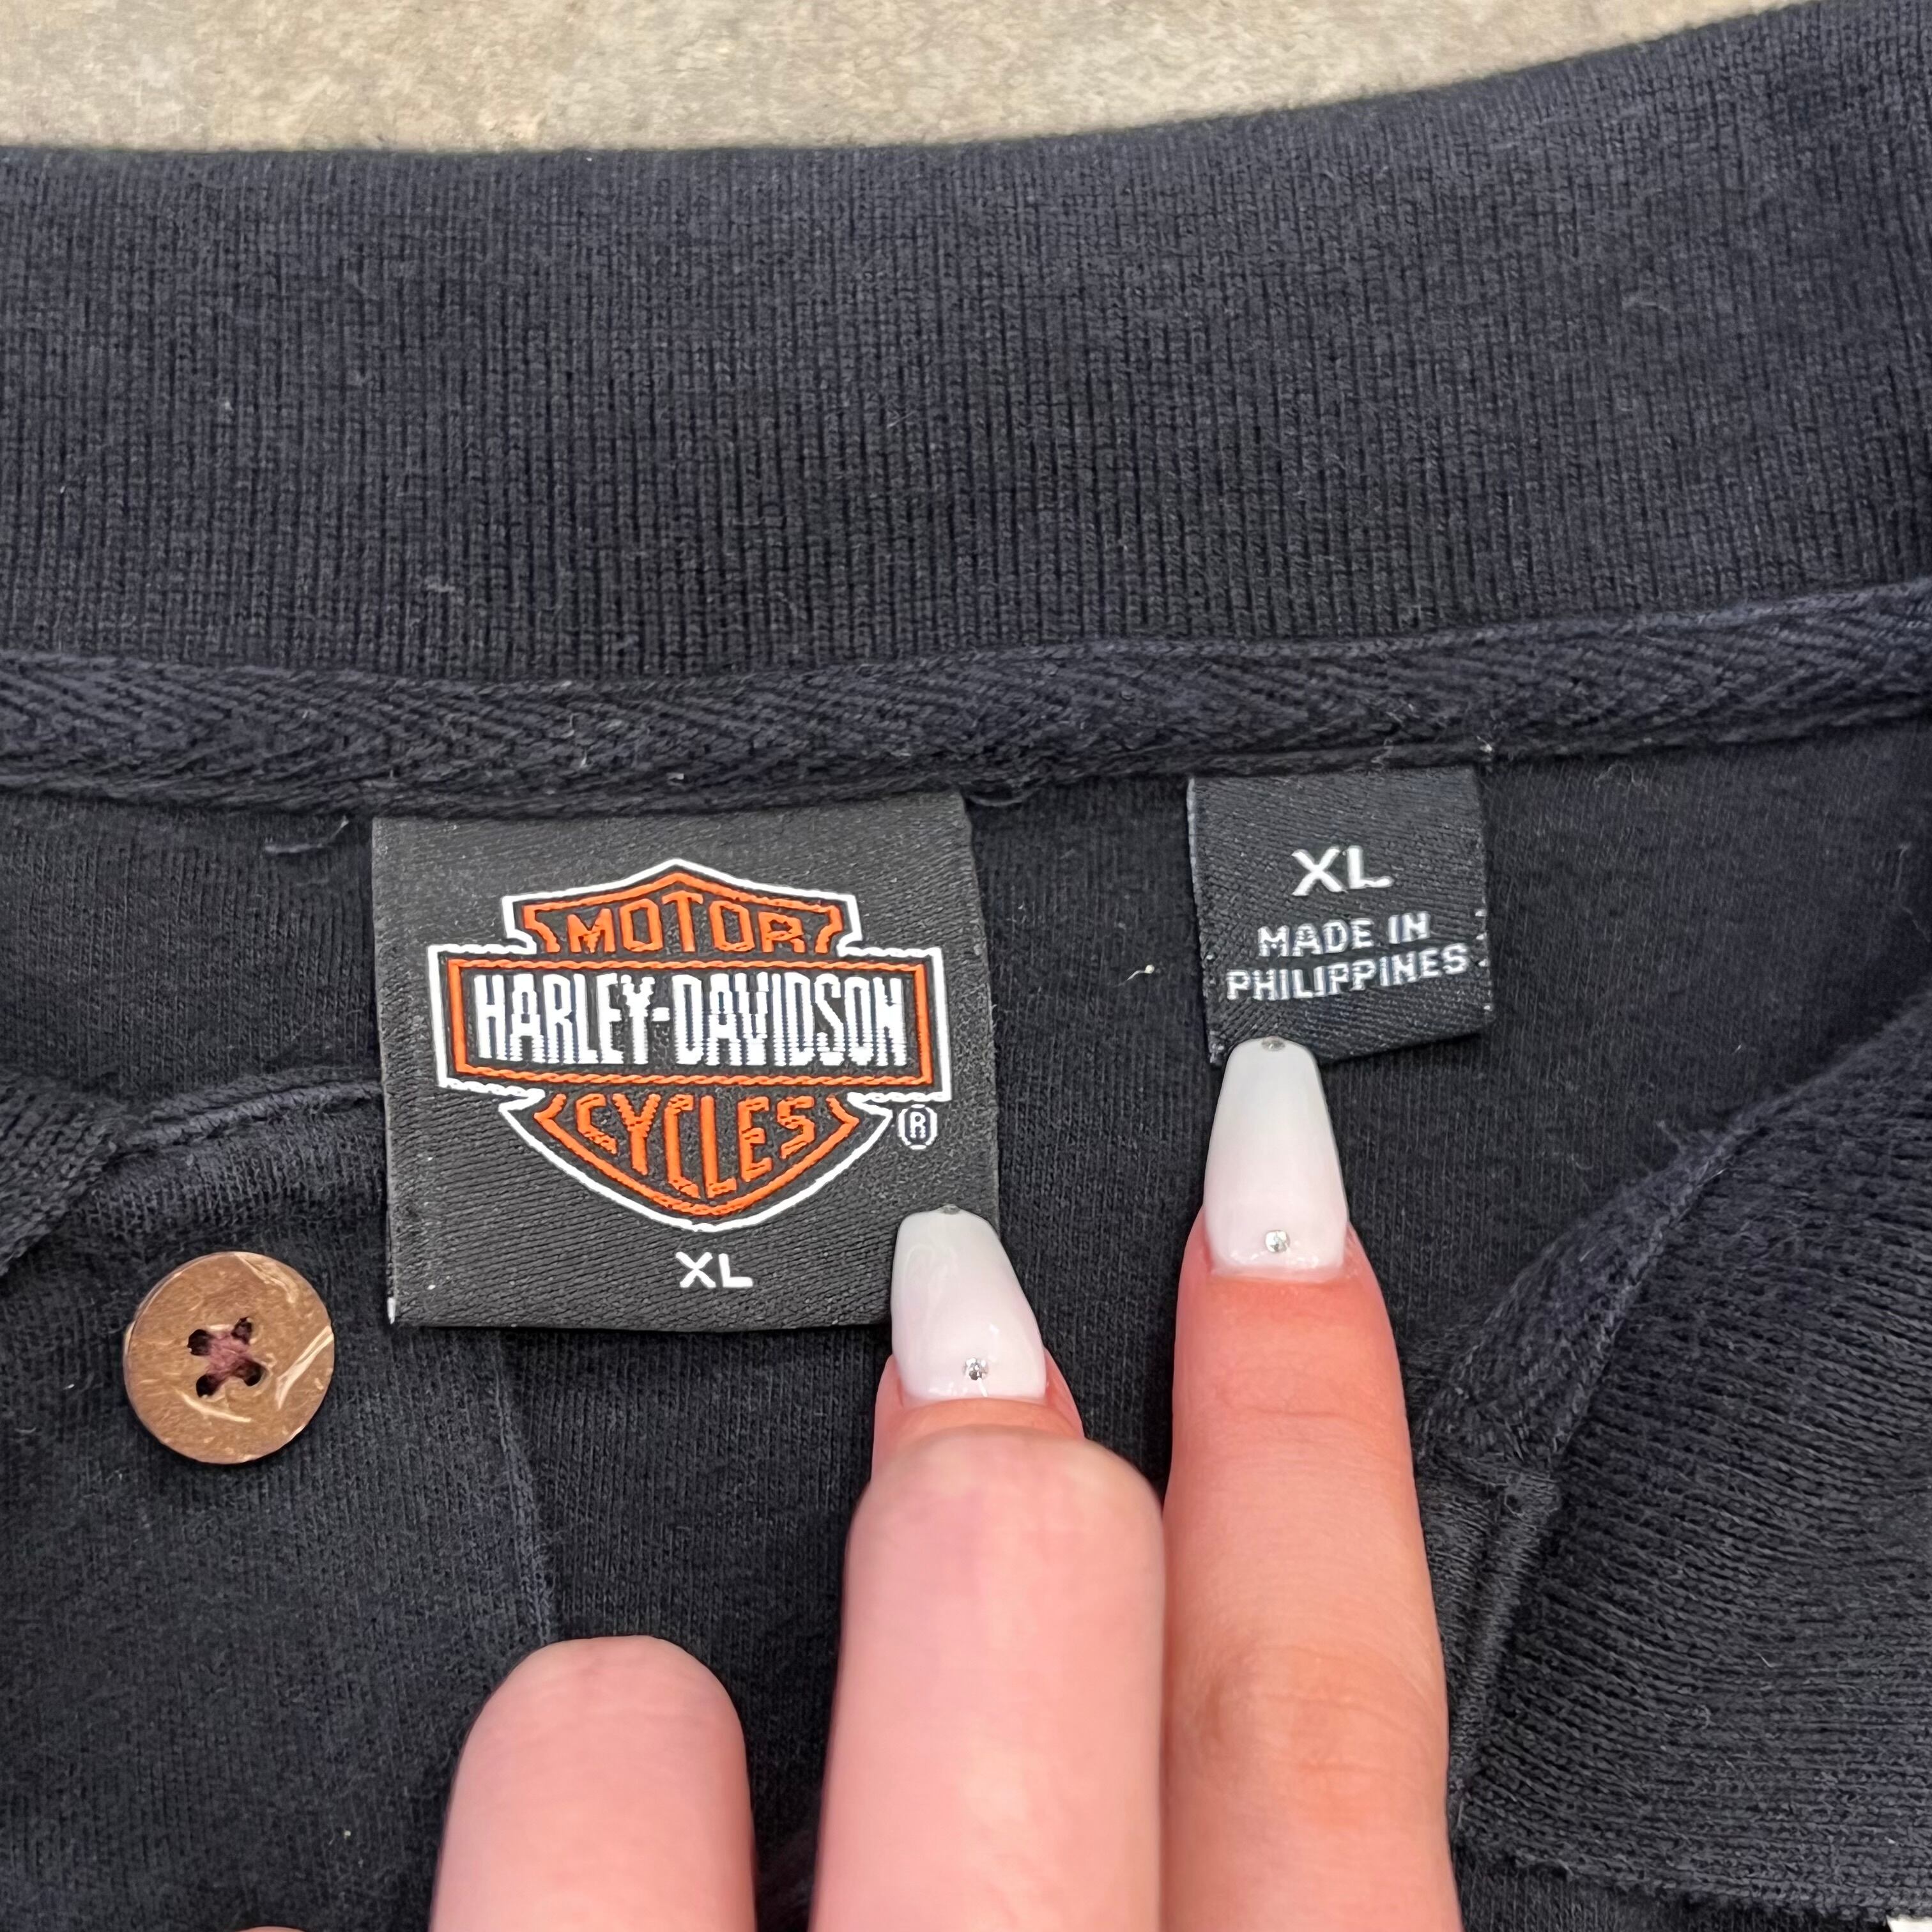 MOTOR
HARLEY-DAVIDSON
CYCLES
®
XL
XL
MADE IN
PHILIPPINES